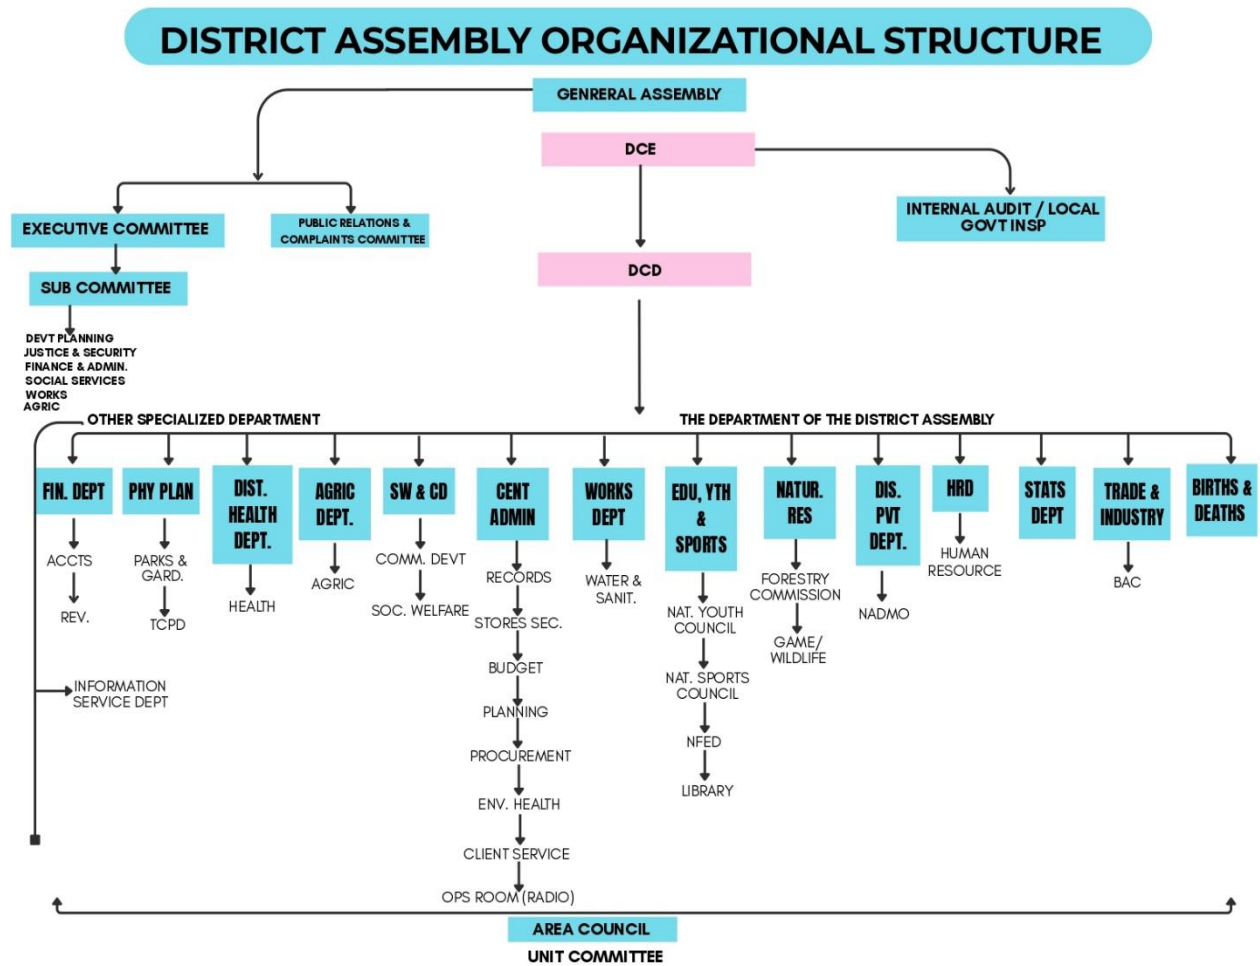 DISTRICT ASSEMBLY ORGANIZATIONAL STRUCTURE
GENRERAL ASSEMBLY
DCE
INTERNAL AUDIT / LOCAL
GOVT INSP
EXECUTIVE COMMITTEE
PUBLIC RELATIONS &
COMPLAINTS COMMITTEE
DCD
SUB COMMITTEE
DEVT PLANNING
JUSTICE & SECURITY
FINANCE & ADMIN.
SOCIAL SERVICES
WORKS
AGRIC
OTHER SPECIALIZED DEPARTMENT
THE DEPARTMENT OF THE DISTRICT ASSEMBLY
FIN. DEPT
ACCTS
REV.
PHY PLAN
PARKS &
GARD.
TCPD
DIST.
HEALTH
DEPT.
HEALTH
AGRIC
DEPT.
AGRIC
SW & CD
COMM. DEVT
SOC. WELFARE
CENT
ADMIN
RECORDS
STORES SEC.
BUDGET
PLANNING
PROCUREMENT
ENV. HEALTH
CLIENT SERVICE
OPS ROOM (RADIO)
WORKS
DEPT
WATER &
SANIT.
EDU, YTH
&
SPORTS
NAT. YOUTH
COUNCIL
NAT. SPORTS
COUNCIL
NFED
LIBRARY
NATUR.
RES
FORESTRY
COMMISSION
GAME/
WILDLIFE
DIS.
PVT
DEPT.
NADMO
HRD
HUMAN
RESOURCE
STATS
DEPT
TRADE &
INDUSTRY
BAC
BIRTHS &
DEATHS
INFORMATION
SERVICE DEPT
AREA COUNCIL
UNIT COMMITTEE